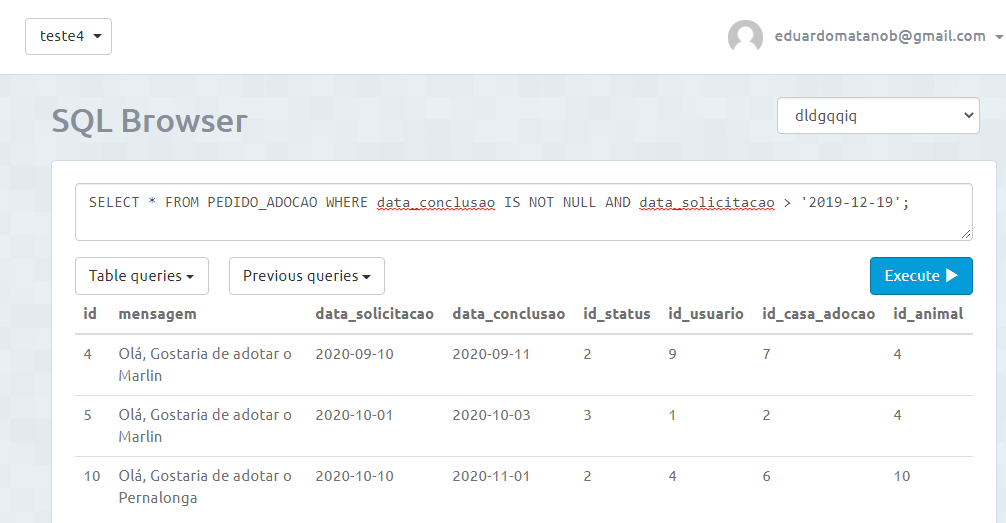 teste4
eduardomatanob@gmail.com
SQL Browser
dldgqqiq
SELECT * FROM PEDIDO_ADOCAO WHERE data_conclusao IS NOT NULL AND data_solicitacao > '2019-12-19';
Table queries
Previous queries
Execute
id mensagem data_solicitacao data_conclusao id_status id_usuario id_casa_adocao id_animal
4 Olá, Gostaria de adotar o 2020-09-10 2020-09-11 2 9 7 4
Marlin
5 Olá, Gostaria de adotar o 2020-10-01 2020-10-03 3 1 2 4
Marlin
10 Olá, Gostaria de adotar o 2020-10-10 2020-11-01 2 4 6 10
Pernalonga